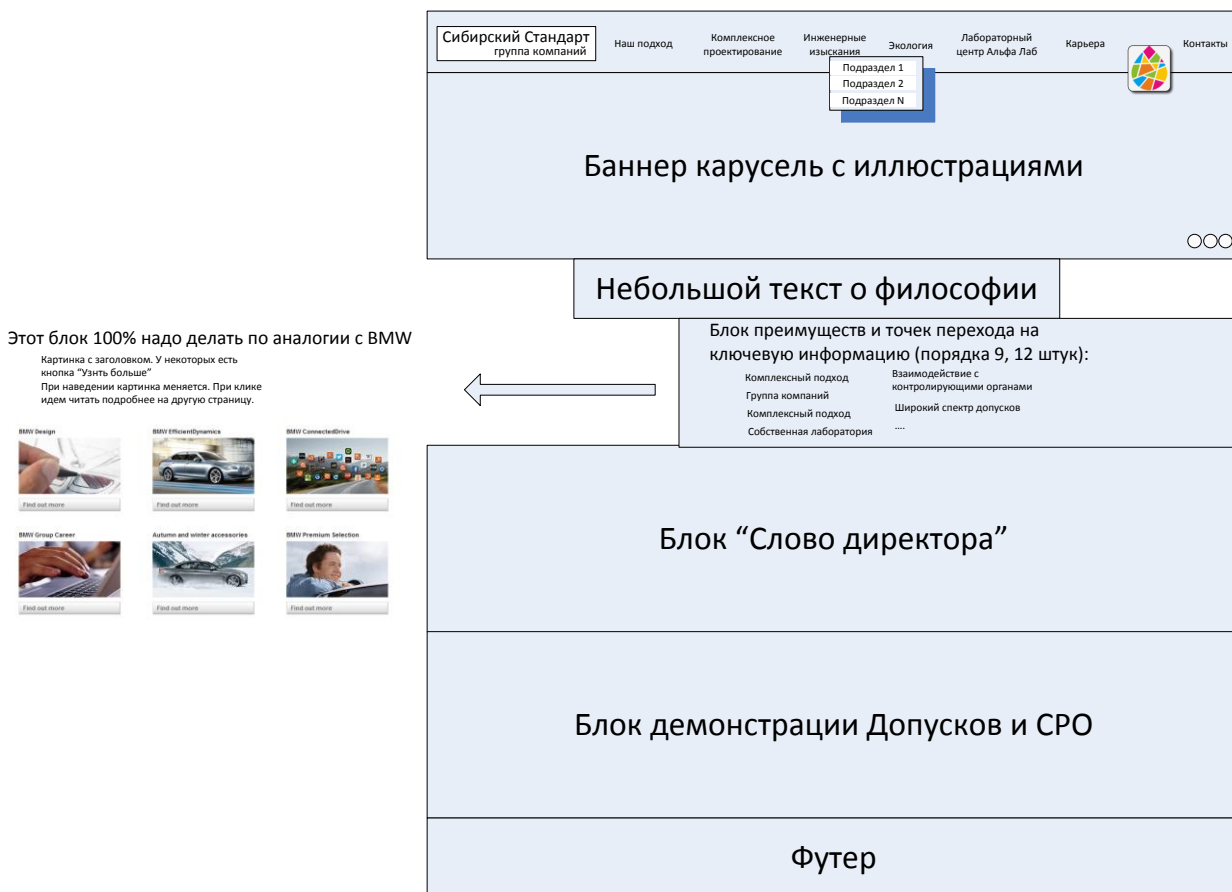 Сибирский Стандарт
группа компаний
Наш подход
Комплексное
проектирование
Инженерные
изыскания
Экология
Лабораторный
центр Альфа Лаб
Карьера
Контакты
Подраздел 1
Подраздел 2
Подраздел N
Баннер карусель с иллюстрациями
Небольшой текст о философии
Этот блок 100% надо делать по аналогии с BMW
Картинка с заголовком. У некоторых есть
кнопка “Узнть больше”
При наведении картинка меняется. При клике
идем читать подробнее на другую страницу.
Блок преимуществ и точек перехода на
ключевую информацию (порядка 9, 12 штук):
Комплексный подход
Группа компаний
Комплексный подход
Собственная лаборатория
Взаимодействие с
контролирующими органами
Широкий спектр допусков
....
BMW Design
BMW EfficientDynamics
BMW ConnectedDrive
Find out more
Find out more
Find out more
BMW Group Career
Autumn and winter accessories
BMW Premium Selection
Find out more
Find out more
Find out more
Блок “Слово директора”
Блок демонстрации Допусков и СРО
Футер